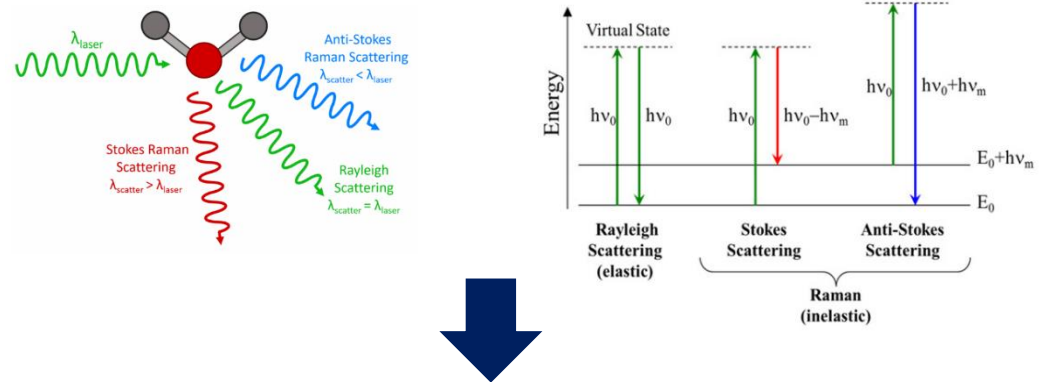 λlaser
Anti-Stokes
Raman Scattering
λscatter < λlaser
Stokes Raman
Scattering
λscatter > λlaser
Rayleigh
Scattering
λscatter = λlaser
Energy
Virtual State
hν0
hν0
hν0
hν0–hνm
hν0
hν0+hνm
E0+hνm
E0
Rayleigh
Scattering
(elastic)
Stokes
Scattering
Anti-Stokes
Scattering
Raman
(inelastic)